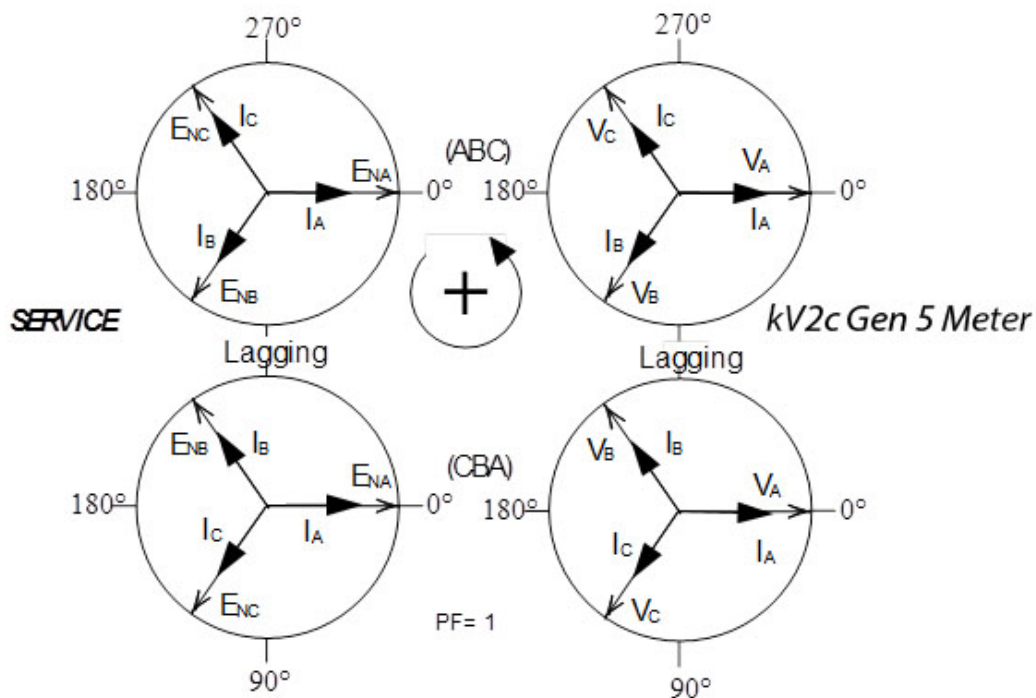 270° 270°
I_C I_C
E_NC V_C
(ABC)
E_NA V_A
180° 0° 180° 0°
I_A I_A
I_B I_B
E_NB V_B
+
SERVICE kV2c Gen 5 Meter
Lagging Lagging
E_NB I_B V_B I_B
(CBA)
E_NA V_A
180° 0° 180° 0°
I_C I_A I_C I_A
E_NC V_C
PF= 1
90° 90°